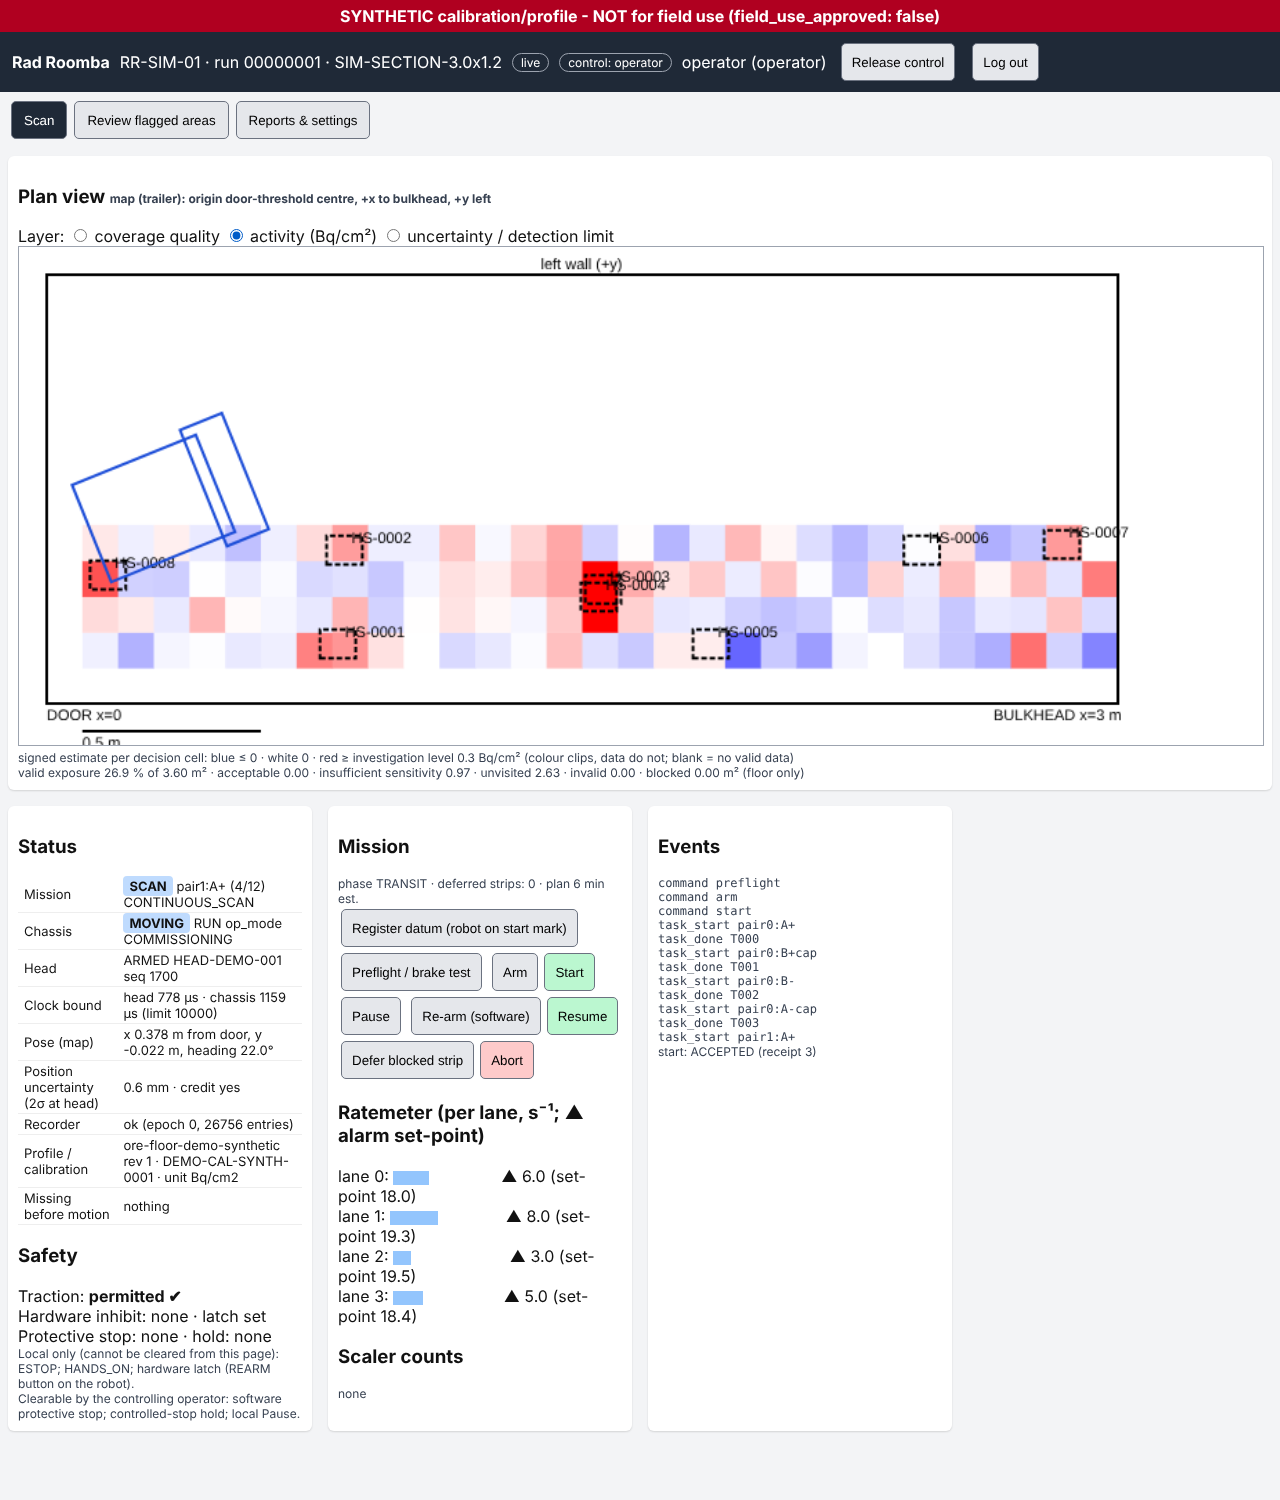 SYNTHETIC calibration/profile - NOT for field use (field_use_approved: false)
Rad Roomba RR-SIM-01 · run 00000001 · SIM-SECTION-3.0x1.2 live control: operator operator (operator) Release control Log out
Scan Review flagged areas Reports & settings
Plan view map (trailer): origin door-threshold centre, +x to bulkhead, +y left
Layer: coverage quality activity (Bq/cm²) uncertainty / detection limit
left wall (+y)
HS-0002
HS-0006
HS-0007
HS-0008
HS-0003
HS-0004
HS-0001
HS-0005
DOOR x=0
BULKHEAD x=3 m
0.5 m
signed estimate per decision cell: blue ≤ 0 · white 0 · red ≥ investigation level 0.3 Bq/cm² (colour clips, data do not; blank = no valid data)
valid exposure 26.9 % of 3.60 m² · acceptable 0.00 · insufficient sensitivity 0.97 · unvisited 2.63 · invalid 0.00 · blocked 0.00 m² (floor only)
Status
Mission SCAN pair1:A+ (4/12)
CONTINUOUS_SCAN
Chassis MOVING RUN op_mode
COMMISSIONING
Head ARMED HEAD-DEMO-001
seq 1700
Clock bound head 778 µs · chassis 1159
µs (limit 10000)
Pose (map) x 0.378 m from door, y
-0.022 m, heading 22.0°
Position
uncertainty
(2σ at head) 0.6 mm · credit yes
Recorder ok (epoch 0, 26756 entries)
Profile /
calibration ore-floor-demo-synthetic
rev 1 · DEMO-CAL-SYNTH-
0001 · unit Bq/cm2
Missing
before motion nothing
Safety
Traction: permitted ✔
Hardware inhibit: none · latch set
Protective stop: none · hold: none
Local only (cannot be cleared from this page):
ESTOP; HANDS_ON; hardware latch (REARM
button on the robot).
Clearable by the controlling operator: software
protective stop; controlled-stop hold; local Pause.
Mission
phase TRANSIT · deferred strips: 0 · plan 6 min
est.
Register datum (robot on start mark)
Preflight / brake test Arm Start
Pause Re-arm (software) Resume
Defer blocked strip Abort
Ratemeter (per lane, s⁻¹; ▲
alarm set-point)
lane 0: ▲ 6.0 (set-
point 18.0)
lane 1: ▲ 8.0 (set-
point 19.3)
lane 2: ▲ 3.0 (set-
point 19.5)
lane 3: ▲ 5.0 (set-
point 18.4)
Scaler counts
none
Events
command preflight
command arm
command start
task_start pair0:A+
task_done T000
task_start pair0:B+cap
task_done T001
task_start pair0:B-
task_done T002
task_start pair0:A-cap
task_done T003
task_start pair1:A+
start: ACCEPTED (receipt 3)